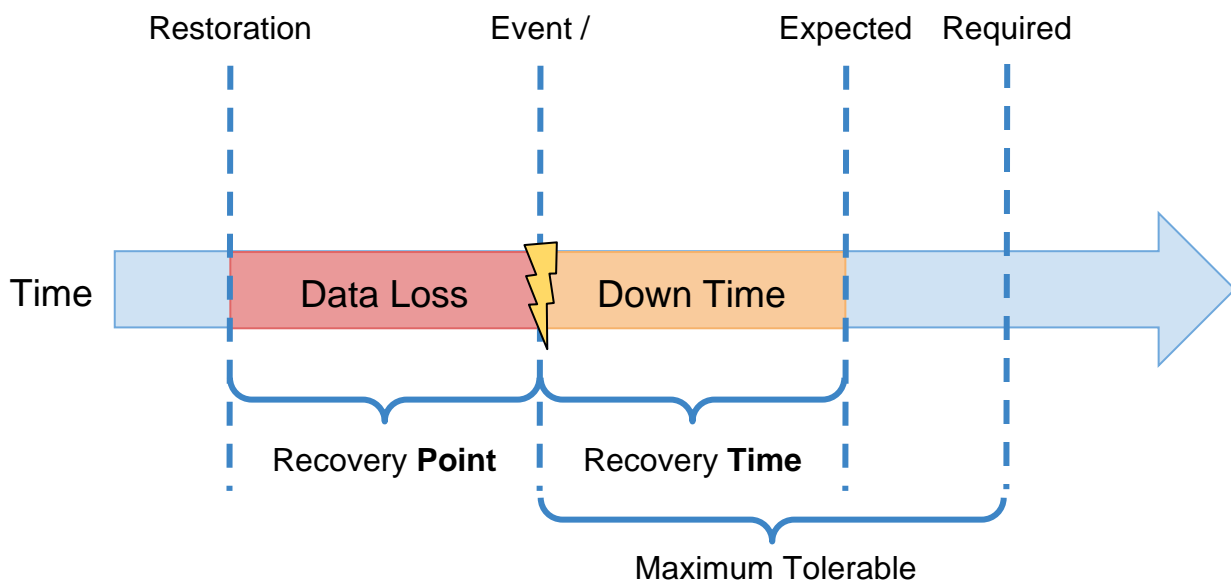 Restoration Event / Expected Required
Time Data Loss Down Time
Recovery Point Recovery Time
Maximum Tolerable